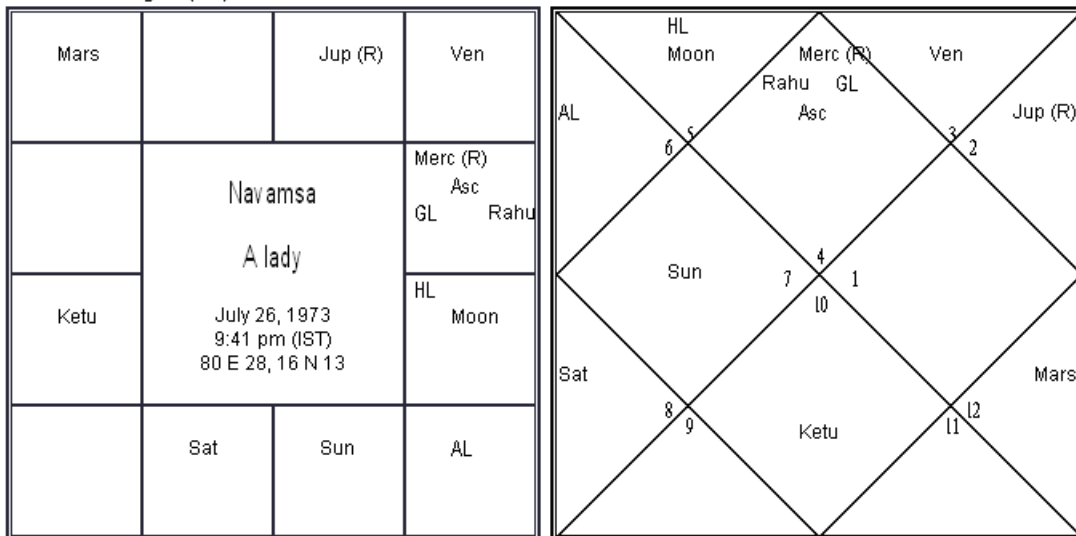 Mars
Jup (R)
Ven
Merc (R)
Asc
GL Rahu
Navamsa
A lady
July 26, 1973
9:41 pm (IST)
80 E 28, 16 N 13
Ketu
HL
Moon
Sat
Sun
AL
HL
Moon
Merc (R)
Ven
Rahu GL
Asc
AL
Jup (R)
5
3
6
2
4
Sun
7
1
10
Sat
Mars
8
12
9
11
Ketu